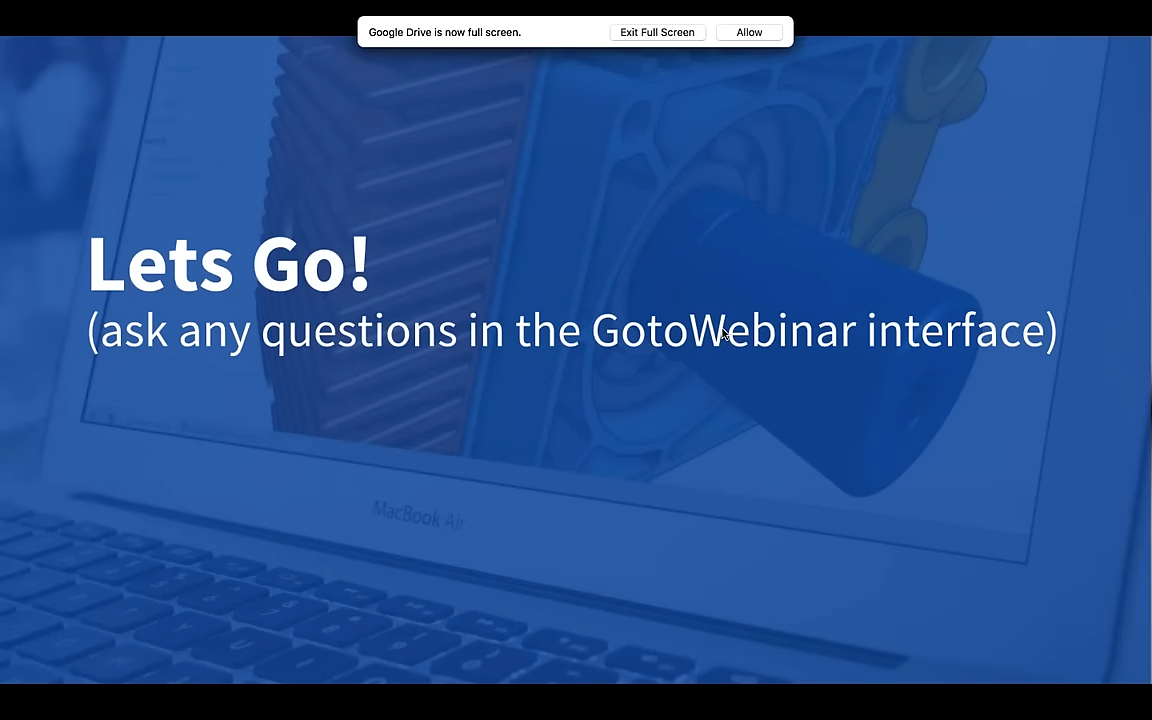 Google Drive is now full screen.
Exit Full Screen
Allow
Lets Go!
(ask any questions in the GotoWebinar interface)
MacBook Air